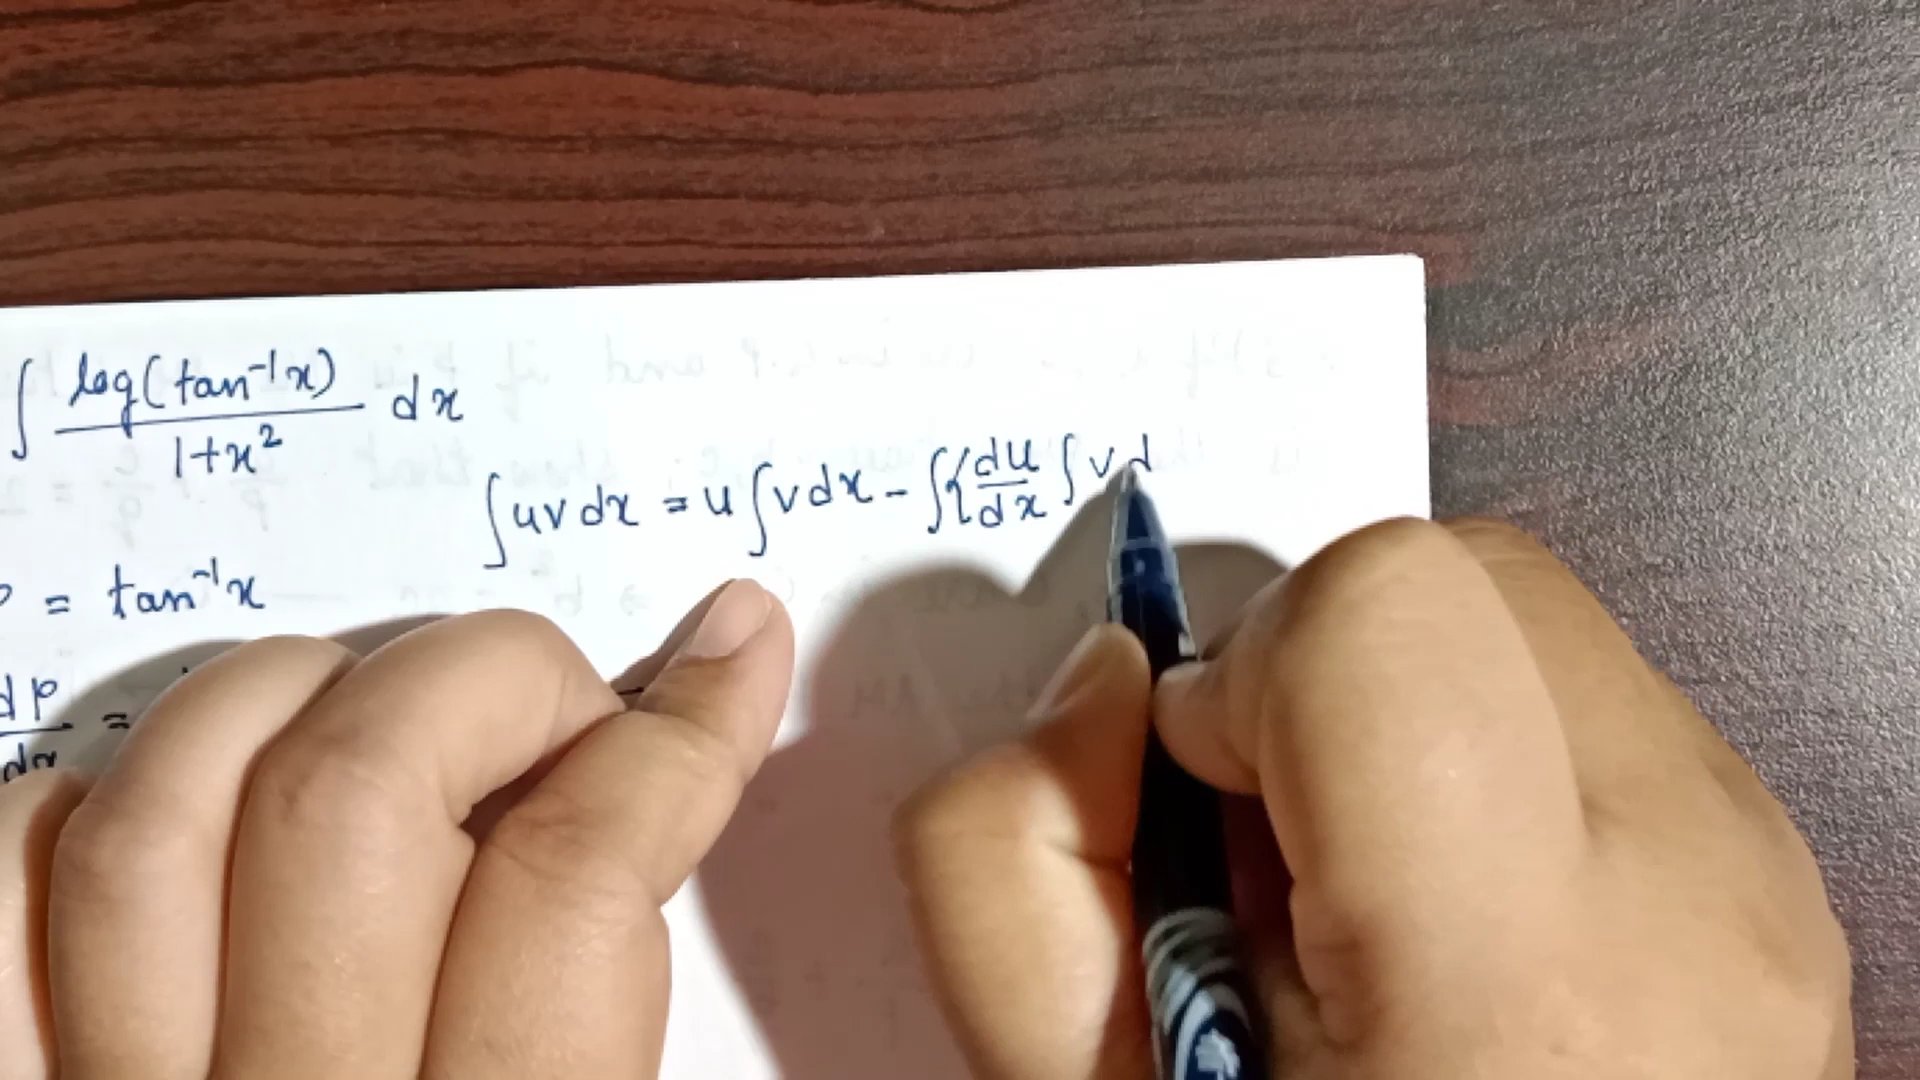 ∫ log(tan⁻¹x) / 1+x² dx
∫uv dx = u∫v dx - ∫{du/dx ∫v d
= tan⁻¹x
dp/dx =